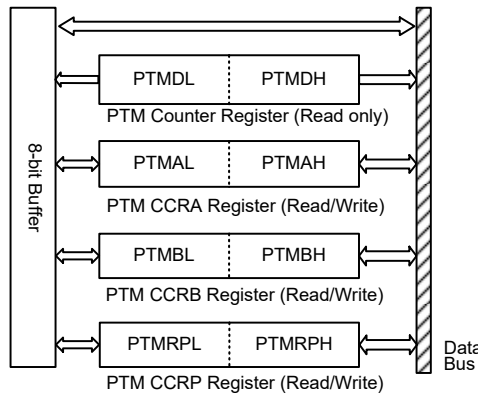 PTMDL PTMDH
PTM Counter Register (Read only)
PTMAL PTMAH
PTM CCRA Register (Read/Write)
PTMBL PTMBH
PTM CCRB Register (Read/Write)
PTMRPL PTMRPH
PTM CCRP Register (Read/Write)
8-bit Buffer
Data
Bus